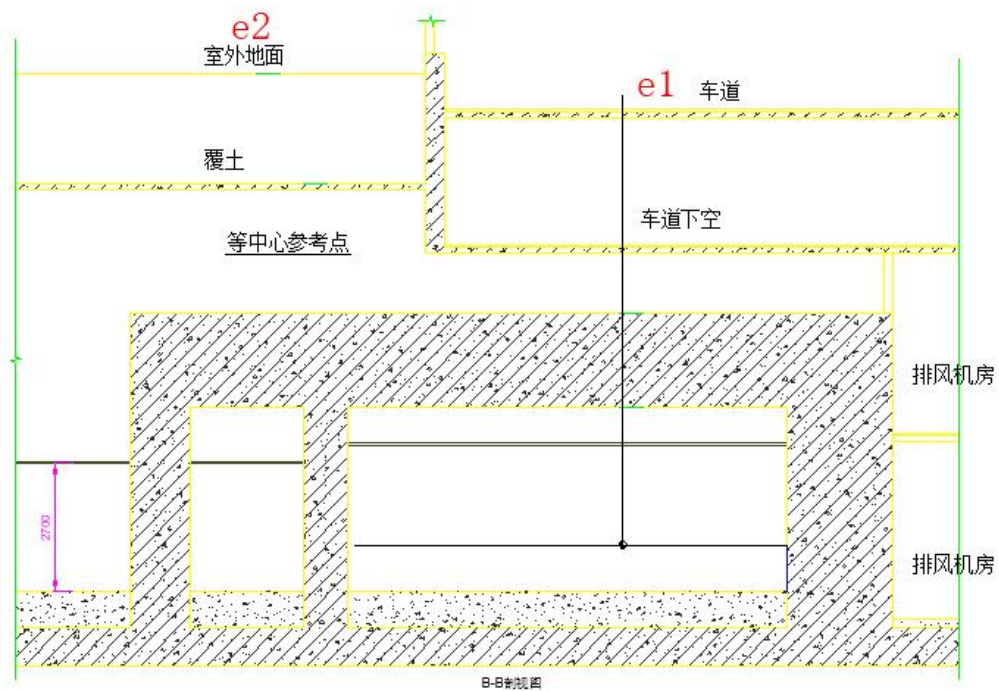 e2
室外地面
e1
车道
覆土
车道下空
等中心参考点
排风机房
2700
排风机房
B-B剖视图